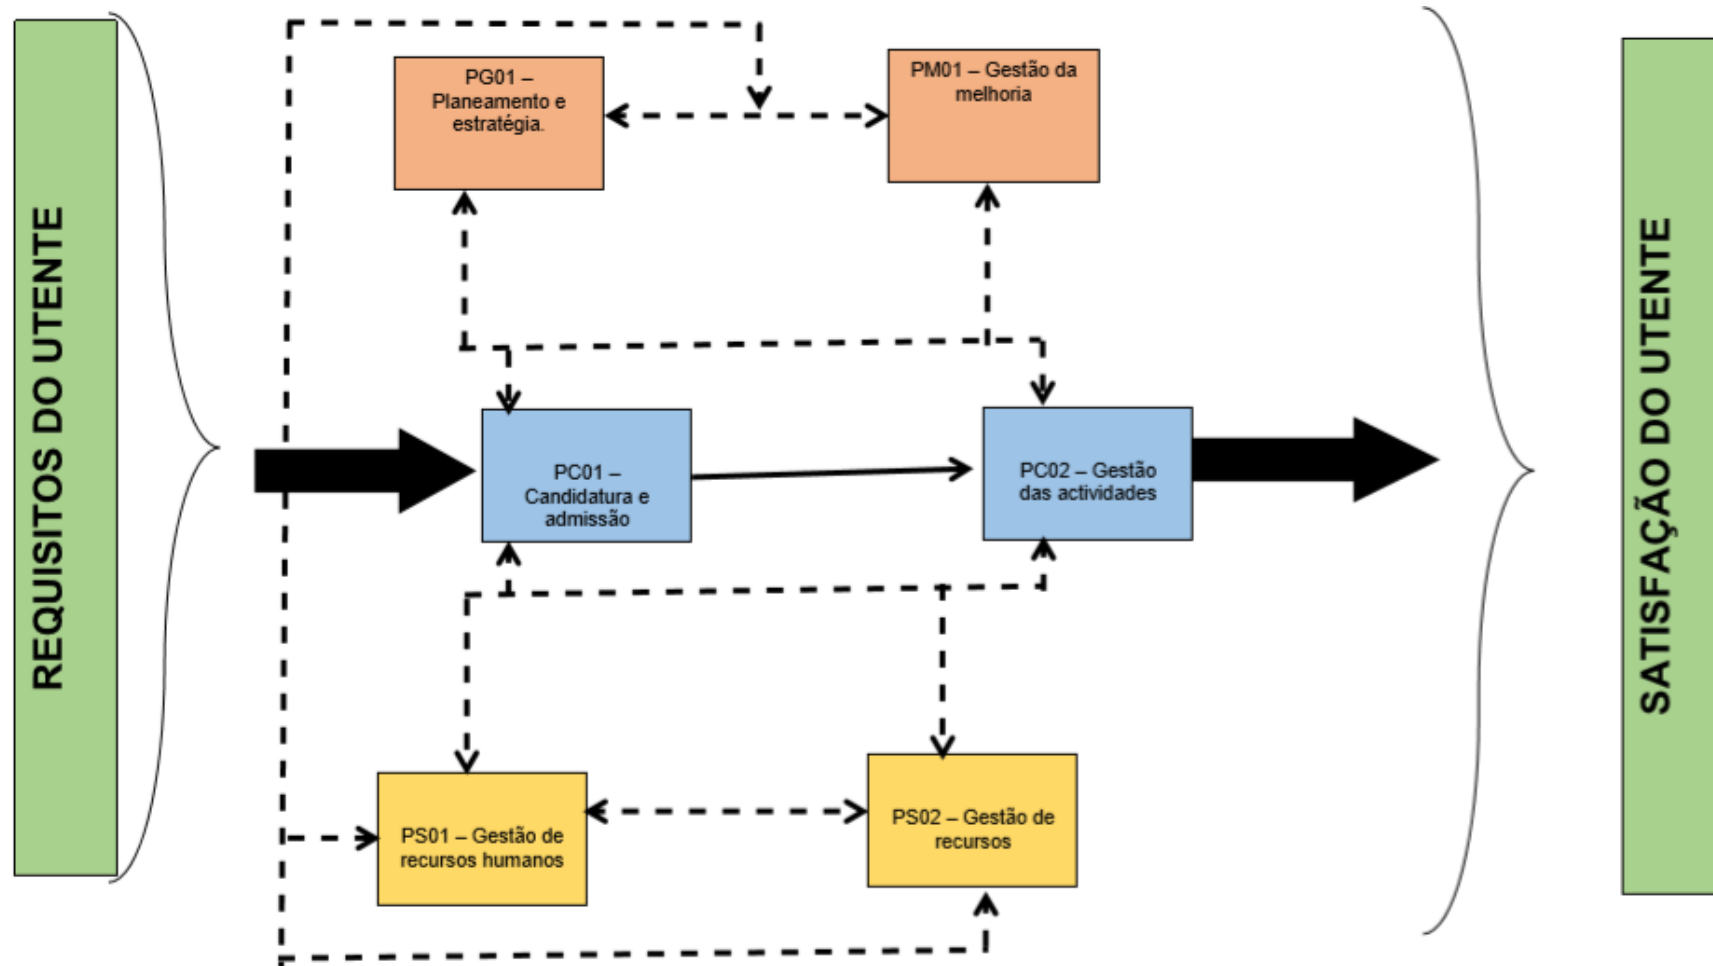 REQUISITOS DO UTENTE
PG01 –
Planeamento e
estratégia.
PM01 – Gestão da
melhoria
PC01 –
Candidatura e
admissão
PC02 – Gestão
das actividades
PS01 – Gestão de
recursos humanos
PS02 – Gestão de
recursos
SATISFAÇÃO DO UTENTE